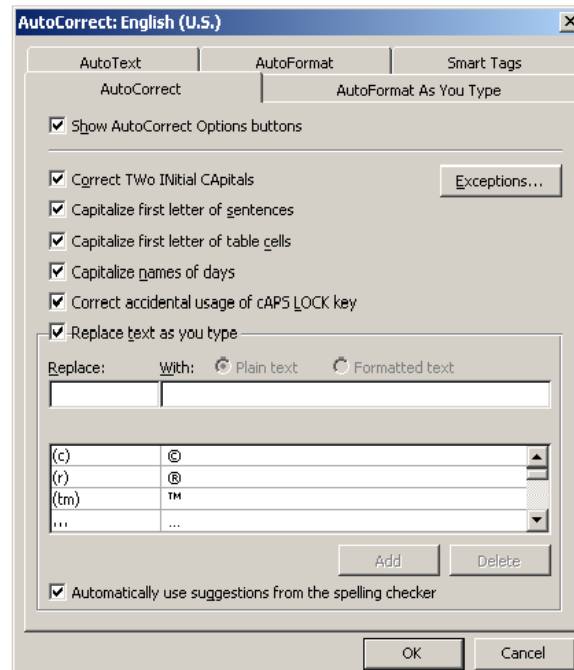 AutoCorrect: English (U.S.)
AutoText AutoFormat Smart Tags
AutoCorrect AutoFormat As You Type
Show AutoCorrect Options buttons
Correct TWo INitial CApitals Exceptions...
Capitalize first letter of sentences
Capitalize first letter of table cells
Capitalize names of days
Correct accidental usage of cAPS LOCK key
Replace text as you type
Replace: With: Plain text Formatted text
(c) ©
(r) ®
(tm) ™
... ...
Add Delete
Automatically use suggestions from the spelling checker
OK Cancel